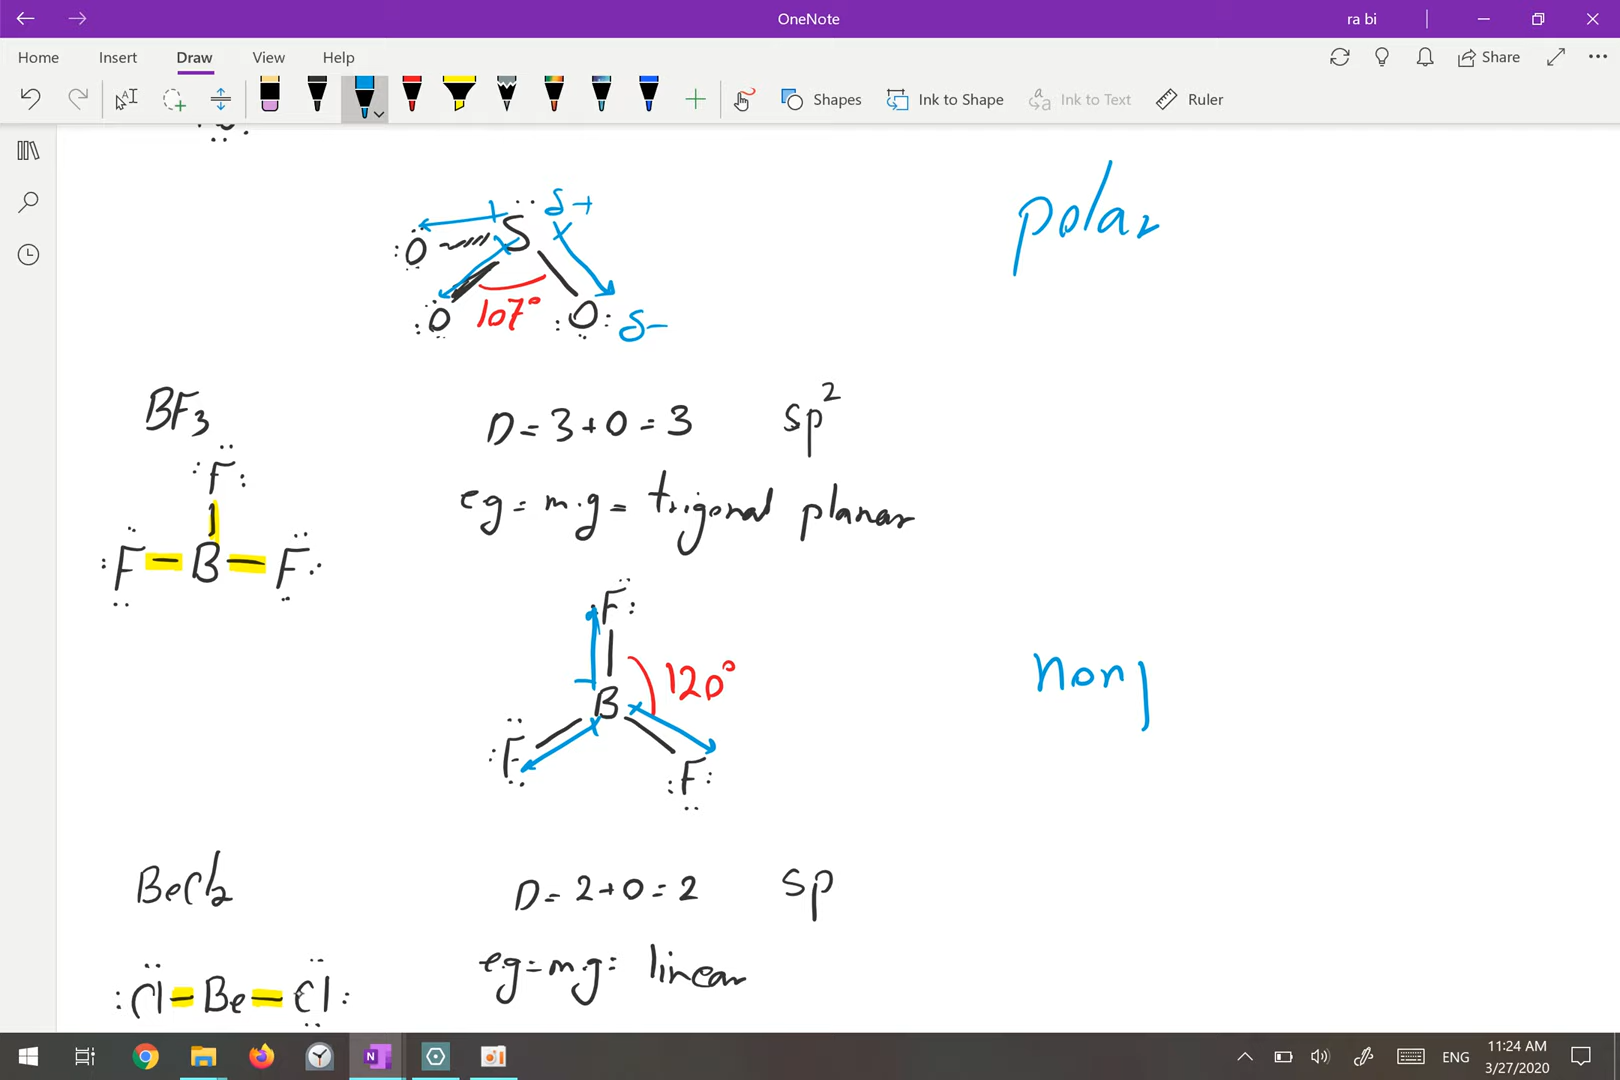 OneNote
ra bi
Home Insert Draw View Help
Share
Shapes
Ink to Shape
Ink to Text
Ruler
S
δ+
O
O
107°
O
δ-
polar
BF3
D = 3 + 0 = 3
sp²
eg = m.g = trigonal planar
F
F - B - F
F
B
120°
F
F
non
BeCl2
D = 2 + 0 = 2
sp
eg = m.g = linear
Cl - Be - Cl
ENG
11:24 AM
3/27/2020